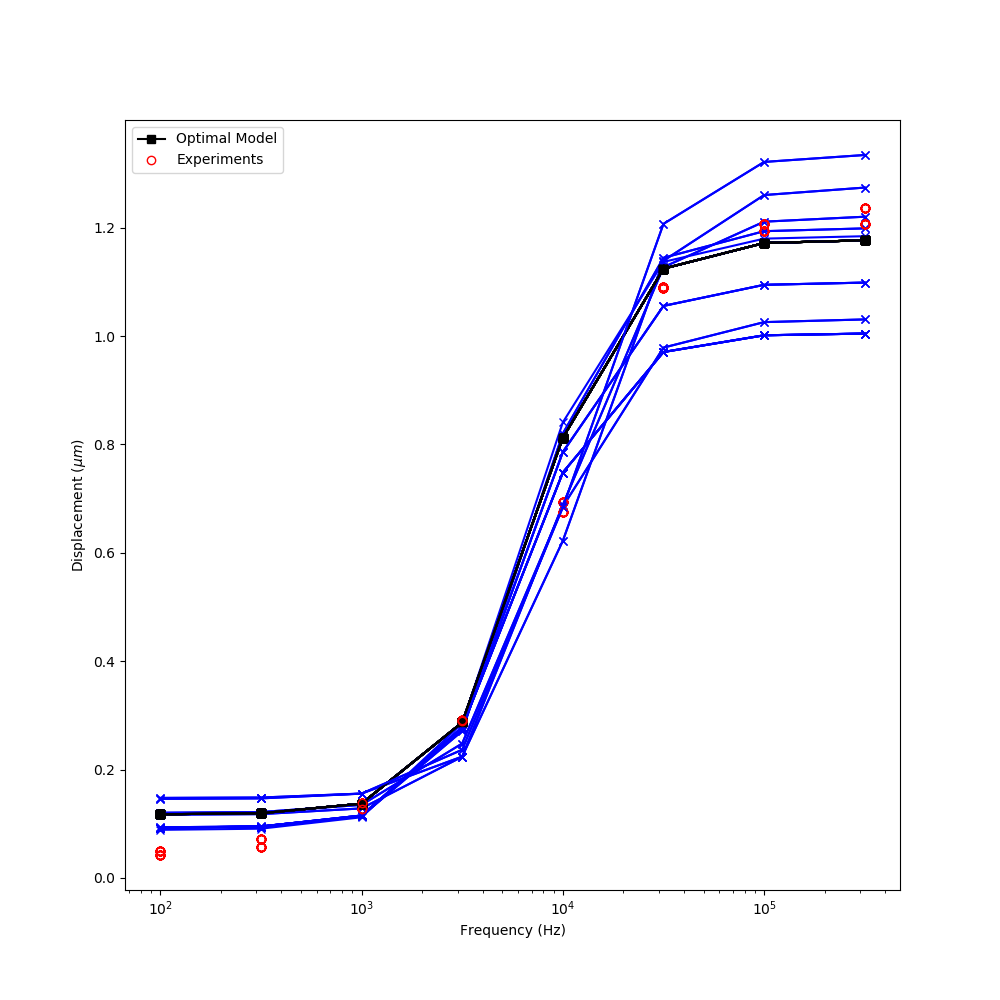 Optimal Model
Experiments
1.2
1.0
0.8
0.6
0.4
0.2
0.0
Displacement (μm)
10²
10³
10⁴
10⁵
Frequency (Hz)